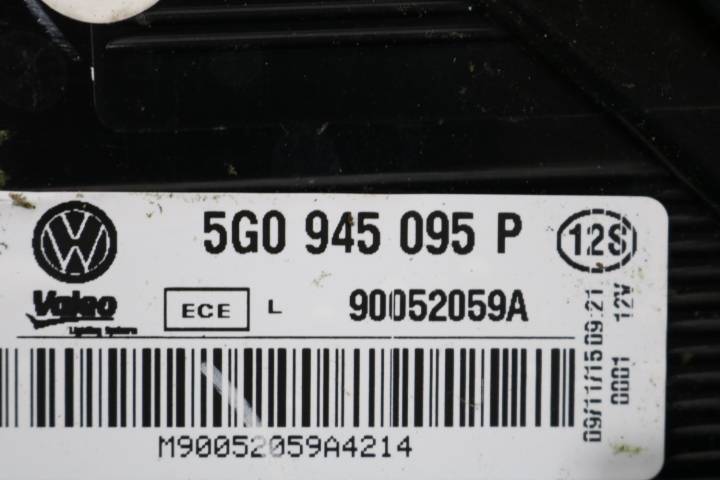 5G0 945 095 P
12S
Valeo
Lighting Systems
ECE
L
90052059A
M90052059A4214
09/11/15 09:21
0001 12V